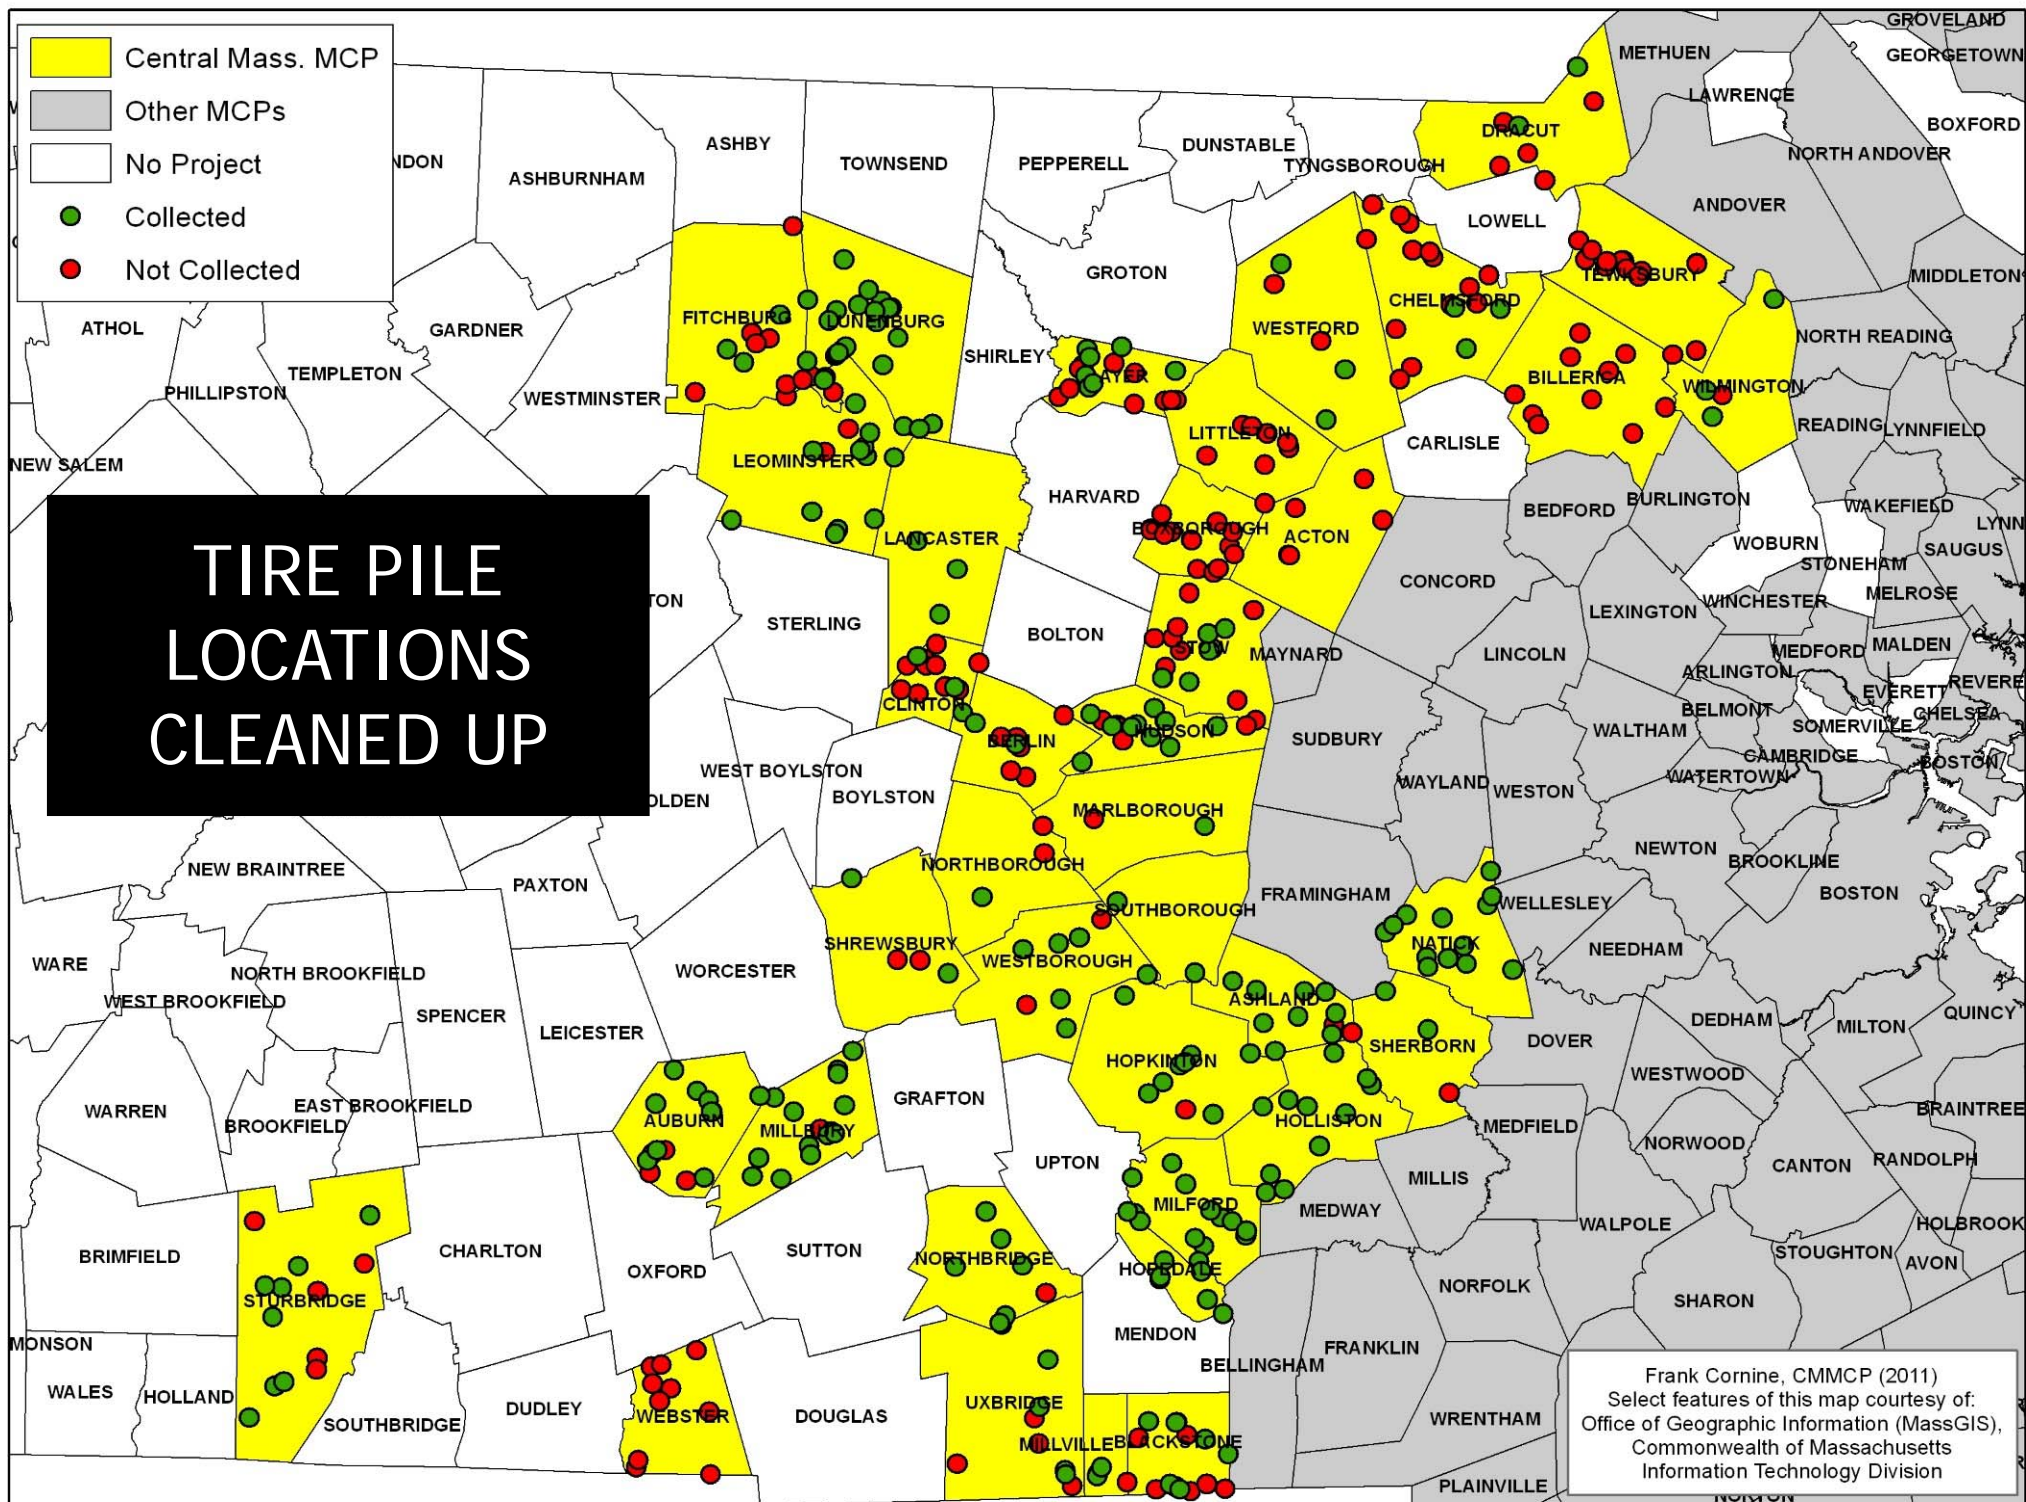 Central Mass. MCP
Other MCPs
No Project
Collected
Not Collected
TIRE PILE
LOCATIONS
CLEANED UP
GROVELAND
METHUEN
GEORGETOWN
LAWRENCE
BOXFORD
DRACUT
ASHBY
DUNSTABLE
NORTH ANDOVER
NDON
TOWNSEND
PEPPERELL
TYNGSBOROUGH
ASHBURNHAM
ANDOVER
LOWELL
GROTON
TEWKSBURY
MIDDLETON
CHELMSFORD
FITCHBURG
LUNENBURG
ATHOL
GARDNER
WESTFORD
NORTH READING
SHIRLEY
TEMPLETON
AYER
BILLERICA
WILMINGTON
PHILLIPSTON
WESTMINSTER
READING
LYNNFIELD
LITTLETON
CARLISLE
NEW SALEM
LEOMINSTER
HARVARD
BURLINGTON
WAKEFIELD
BEDFORD
LYNN
BOXBOROUGH
ACTON
LANCASTER
WOBURN
SAUGUS
STONEHAM
CONCORD
TON
WINCHESTER
MELROSE
LEXINGTON
STERLING
BOLTON
STOW
MAYNARD
LINCOLN
MEDFORD
MALDEN
ARLINGTON
EVERETT
REVERE
CLINTON
BELMONT
CHELSEA
HUDSON
BERLIN
SUDBURY
WALTHAM
SOMERVILLE
CAMBRIDGE
BOSTON
WEST BOYLSTON
WATERTOWN
WAYLAND
WESTON
OLDEN
BOYLSTON
MARLBOROUGH
NEWTON
BROOKLINE
NEW BRAINTREE
NORTHBOROUGH
PAXTON
FRAMINGHAM
BOSTON
SOUTHBOROUGH
WELLESLEY
SHREWSBURY
NATICK
NEEDHAM
WARE
NORTH BROOKFIELD
WORCESTER
WESTBOROUGH
WEST BROOKFIELD
ASHLAND
SPENCER
LEICESTER
DEDHAM
MILTON
QUINCY
DOVER
SHERBORN
HOPKINTON
WESTWOOD
GRAFTON
WARREN
EAST BROOKFIELD
BROOKFIELD
AUBURN
MILLBURY
HOLLISTON
MEDFIELD
BRAINTREE
NORWOOD
UPTON
CANTON
RANDOLPH
MILLIS
MILFORD
MEDWAY
WALPOLE
HOLBROOK
BRIMFIELD
CHARLTON
SUTTON
NORTHBRIDGE
STOUGHTON
AVON
OXFORD
HOPEDALE
NORFOLK
STURBRIDGE
SHARON
MONSON
MENDON
FRANKLIN
BELLINGHAM
WALES
HOLLAND
DUDLEY
UXBRIDGE
SOUTHBRIDGE
WEBSTER
DOUGLAS
WRENTHAM
MILLVILLE
BLACKSTONE
PLAINVILLE
NORTON
Frank Cornine, CMMCP (2011)
Select features of this map courtesy of:
Office of Geographic Information (MassGIS),
Commonwealth of Massachusetts
Information Technology Division